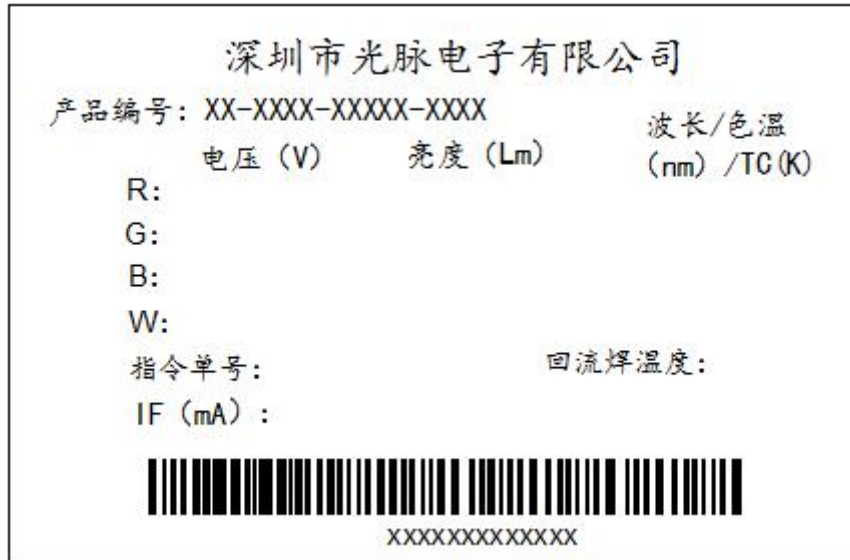 深圳市光脉电子有限公司
产品编号: XX-XXXX-XXXXX-XXXX
电压（V） 亮度（Lm） 波长/色温
（nm）/TC(K)
R:
G:
B:
W:
指令单号: 回流焊温度:
IF（mA）:
XXXXXXXXXXXXX